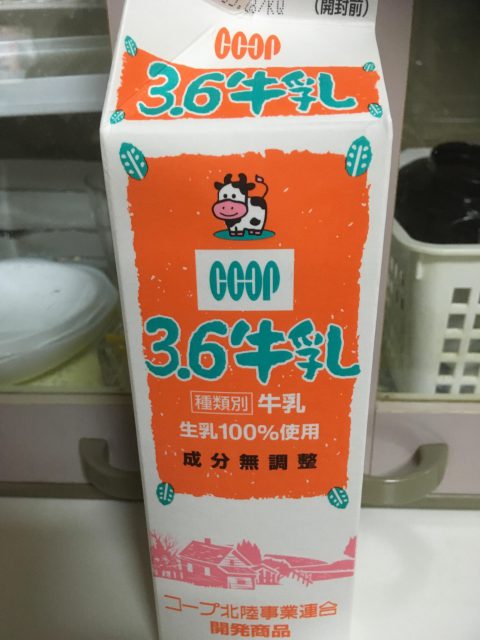 (開封前)
COOP
3.6牛乳
COOP
3.6牛乳
種類別 牛乳
生乳100%使用
成分無調整
コープ北陸事業連合
開発商品